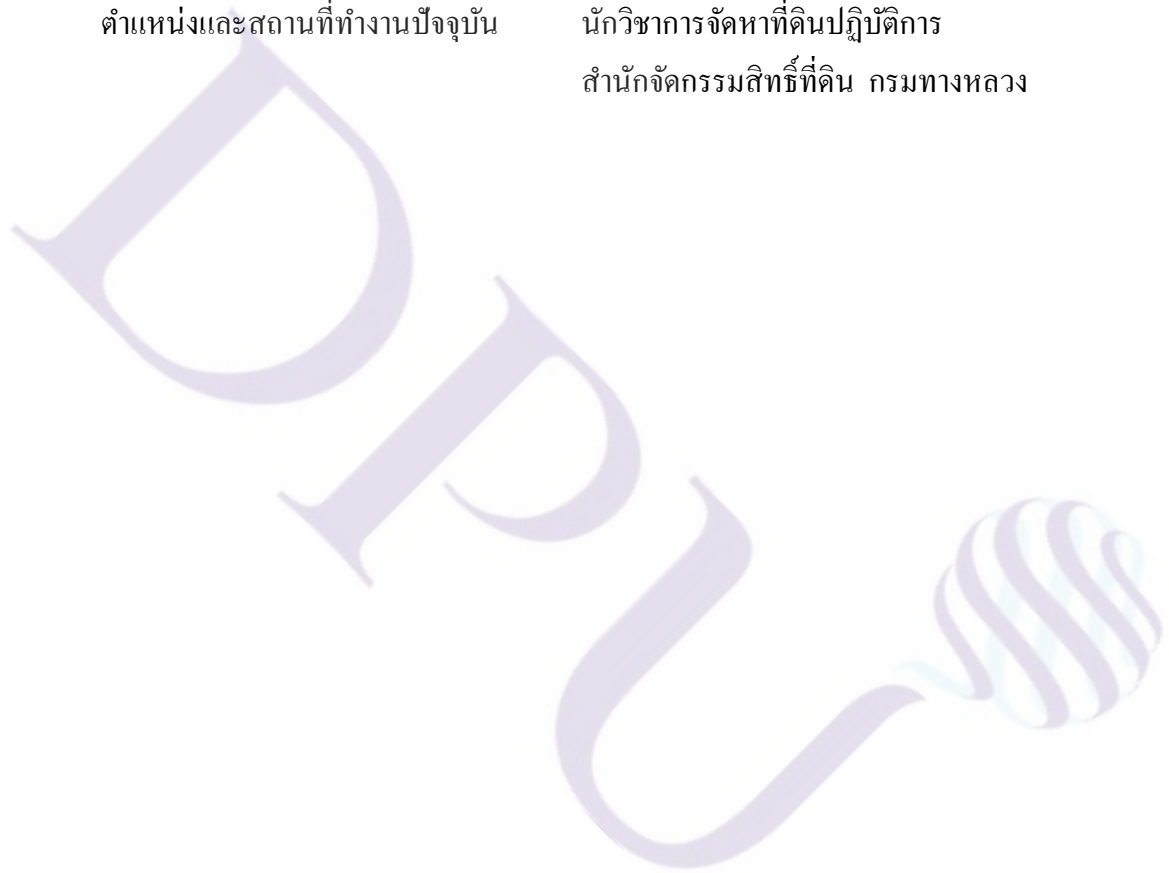 ตำแหน่งและสถานที่ทำงานปัจจุบัน นักวิชาการจัดหาที่ดินปฏิบัติการ
สำนักจัดกรรมสิทธิ์ที่ดิน กรมทางหลวง
DPU